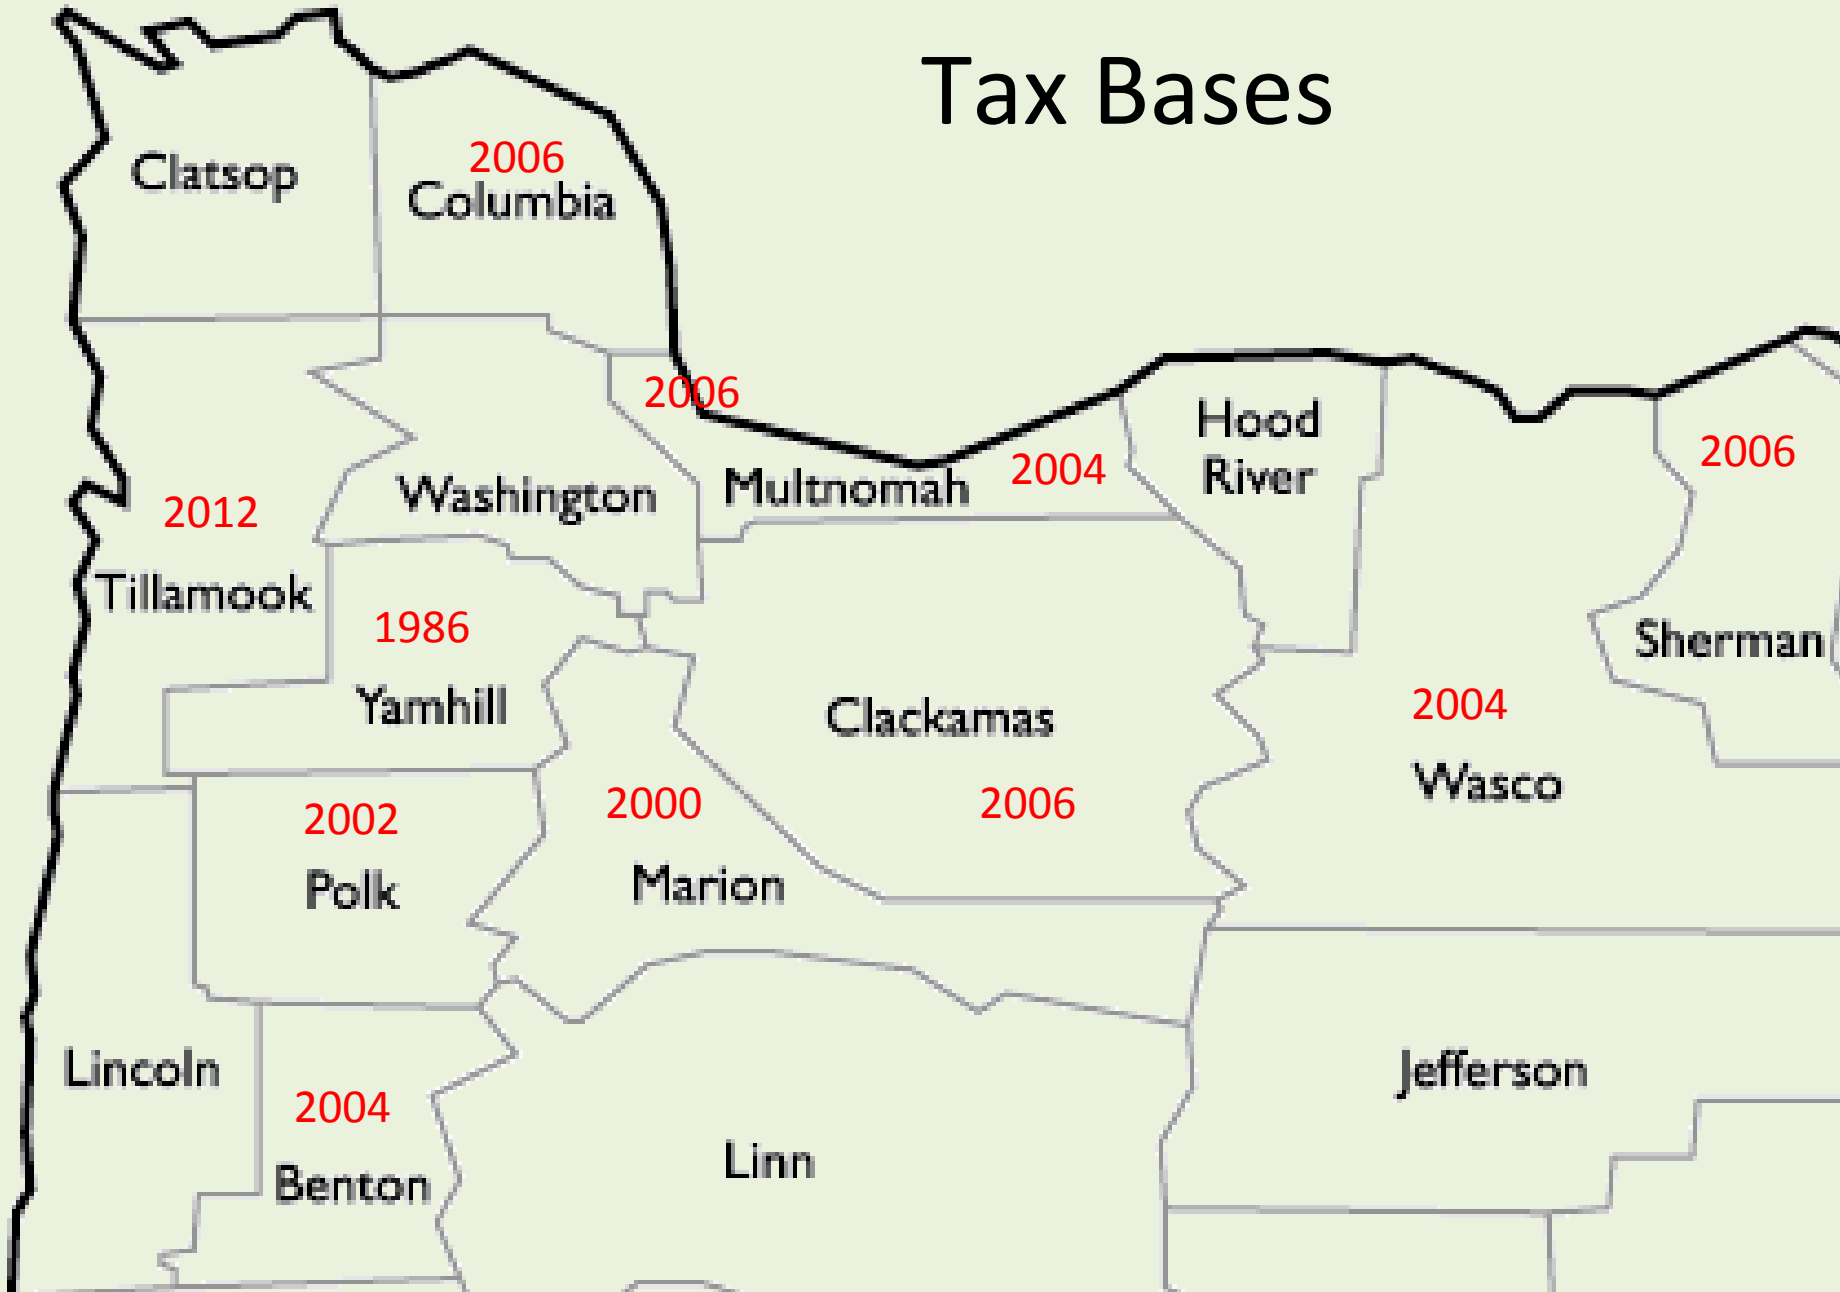 Tax Bases
2006
Clatsop
Columbia
2006
Hood
River
2006
2004
Washington
Multnomah
2012
Tillamook
1986
Sherman
Yamhill
Clackamas
2004
Wasco
2002
2000
2006
Polk
Marion
Lincoln
Jefferson
2004
Benton
Linn